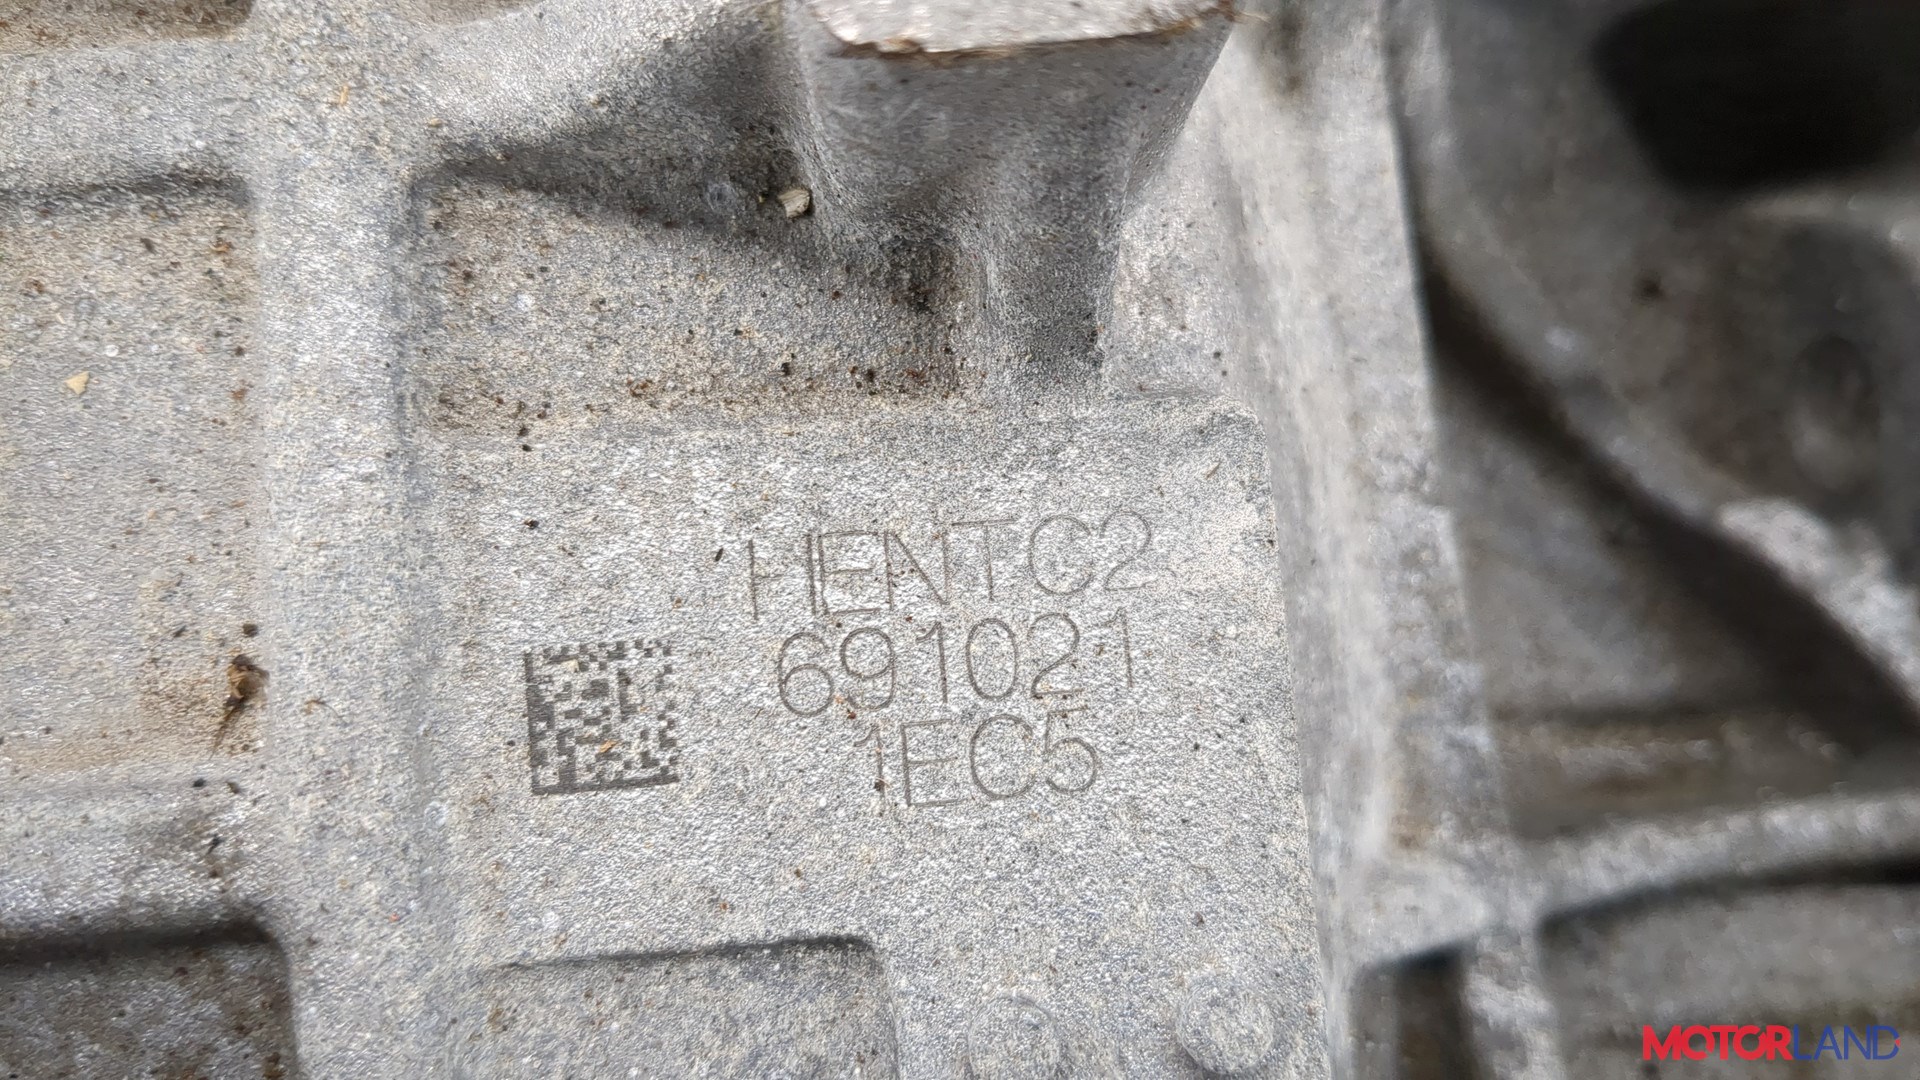 HENTC2
691021
1EC5
MOTORLAND